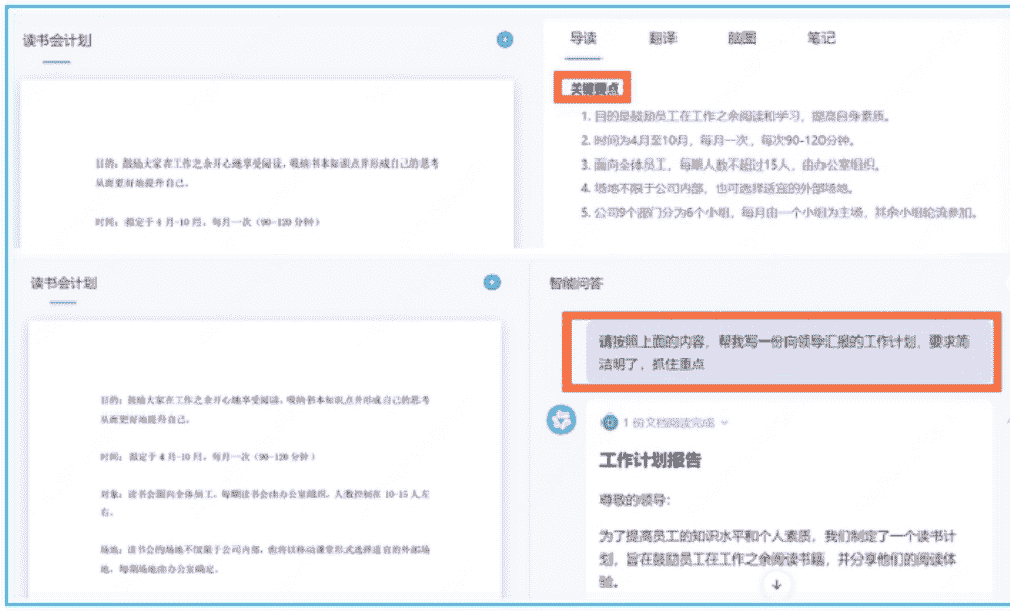 读书会计划
目的：鼓励大家在工作之余开心地享受阅读，吸纳书本知识点并形成自己的思考
从而更好地提升自己。
时间：拟定于 4 月-10 月，每月一次（90-120 分钟）
导读 翻译 脑图 笔记
关键要点
1. 目的是鼓励员工在工作之余阅读和学习，提高自身素质。
2. 时间为4月至10月，每月一次，每次90-120分钟。
3. 面向全体员工，每期人数不超过15人，由办公室组织。
4. 场地不限于公司内部，也可选择适宜的外部场地。
5. 公司9个部门分为6个小组，每月由一个小组为主场，其余小组轮流参加。
读书会计划
目的：鼓励大家在工作之余开心地享受阅读，吸纳书本知识点并形成自己的思考
从而更好地提升自己。
时间：拟定于 4 月-10 月，每月一次（90-120 分钟）
对象：读书会面向全体员工，每期读书会由办公室组织，人数控制在 10-15 人左
右。
场地：读书会的场地不仅限于公司内部，也将以移动课堂形式选择适宜的外部场
地，每期场地由办公室确定。
智能问答
请按照上面的内容，帮我写一份向领导汇报的工作计划，要求简
洁明了，抓住重点
1 份文档阅读完成
工作计划报告
尊敬的领导：
为了提高员工的知识水平和个人素质，我们制定了一个读书计
划，旨在鼓励员工在工作之余阅读书籍，并分享他们的阅读体
验。